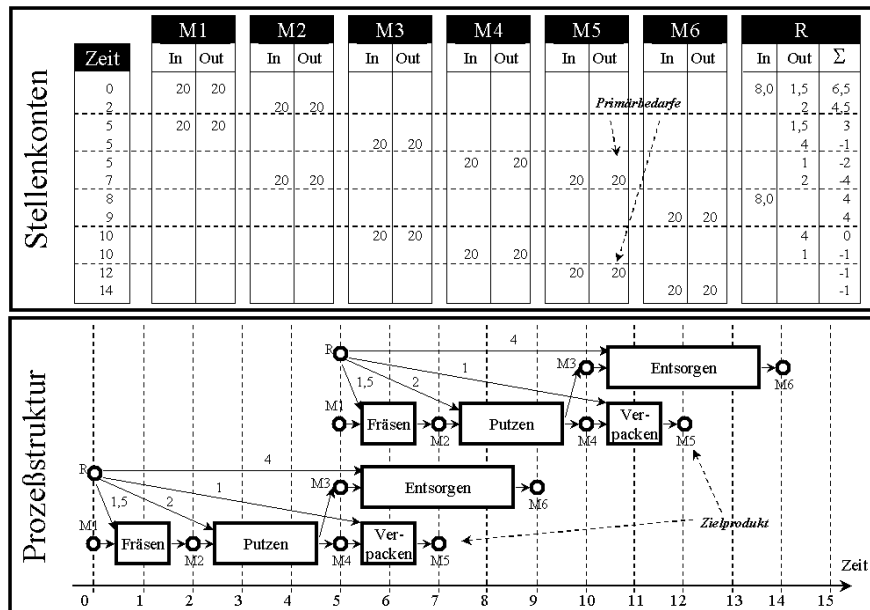 Stellenkonten
M1 M2 M3 M4 M5 M6 R
Zeit In Out In Out In Out In Out In Out In Out In Out Σ
0 20 20 8,0 1,5 6,5
2 20 20 2 4,5
Primärbedarfe
5 20 20 1,5 3
5 20 20 4 -1
5 20 20 1 -2
7 20 20 20 20 2 -4
8 8,0 4
9 20 20 4
10 20 20 4 0
10 20 20 1 -1
12 20 20 -1
14 20 20 -1
Prozeßstruktur
R 4
M3 Entsorgen M6
1,5 2 1
M1 Fräsen M2 Putzen M4 Ver-
packen M5
R 4
M3 Entsorgen M6
1,5 2 1
Zielprodukt
M1 Fräsen M2 Putzen M4 Ver-
packen M5
Zeit
0 1 2 3 4 5 6 7 8 9 10 11 12 13 14 15